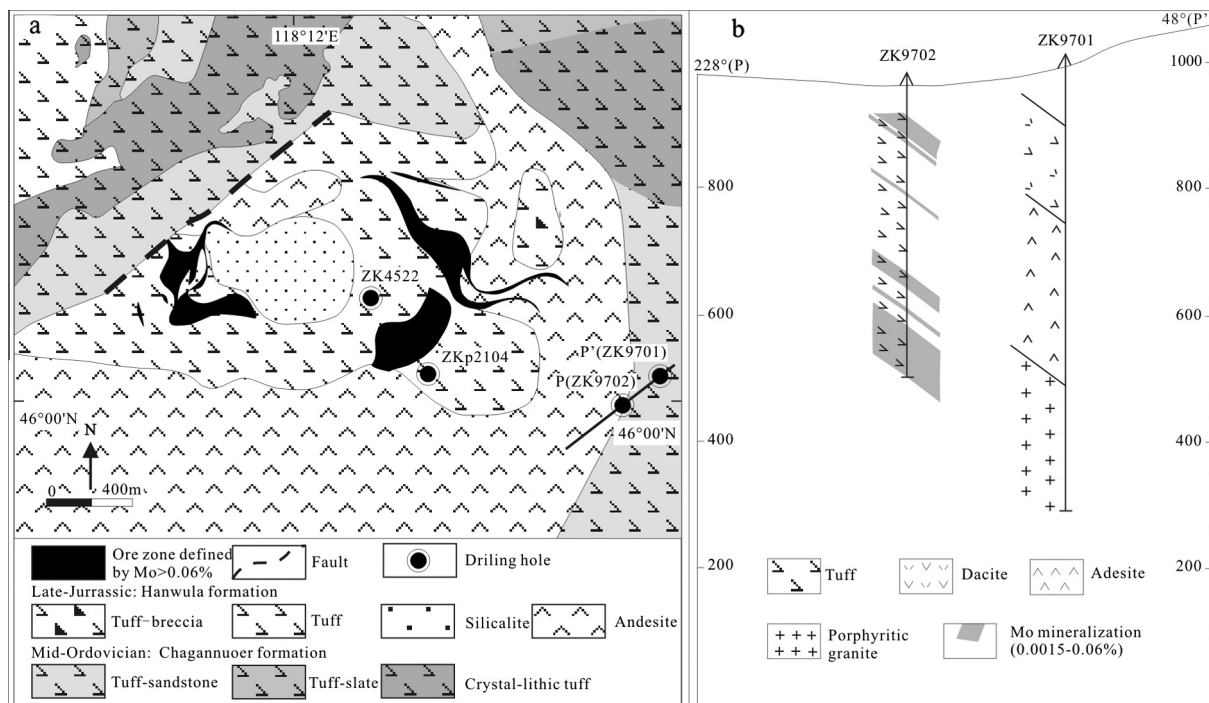 a
118°12'E
ZK4522
ZKp2104
P'(ZK9701)
P(ZK9702)
46°00'N
46°00'N
N
0 400m
Ore zone defined
by Mo>0.06%
Fault
Driling hole
Late-Jurrassic: Hanwula formation
Tuff-breccia
Tuff
Silicalite
Andesite
Mid-Ordovician: Chagannuoer formation
Tuff-sandstone
Tuff-slate
Crystal-lithic tuff
b
48°(P')
ZK9701
ZK9702
228°(P)
1000
800
800
600
600
400
400
200
200
Tuff
Dacite
Adesite
Porphyritic
granite
Mo mineralization
(0.0015-0.06%)